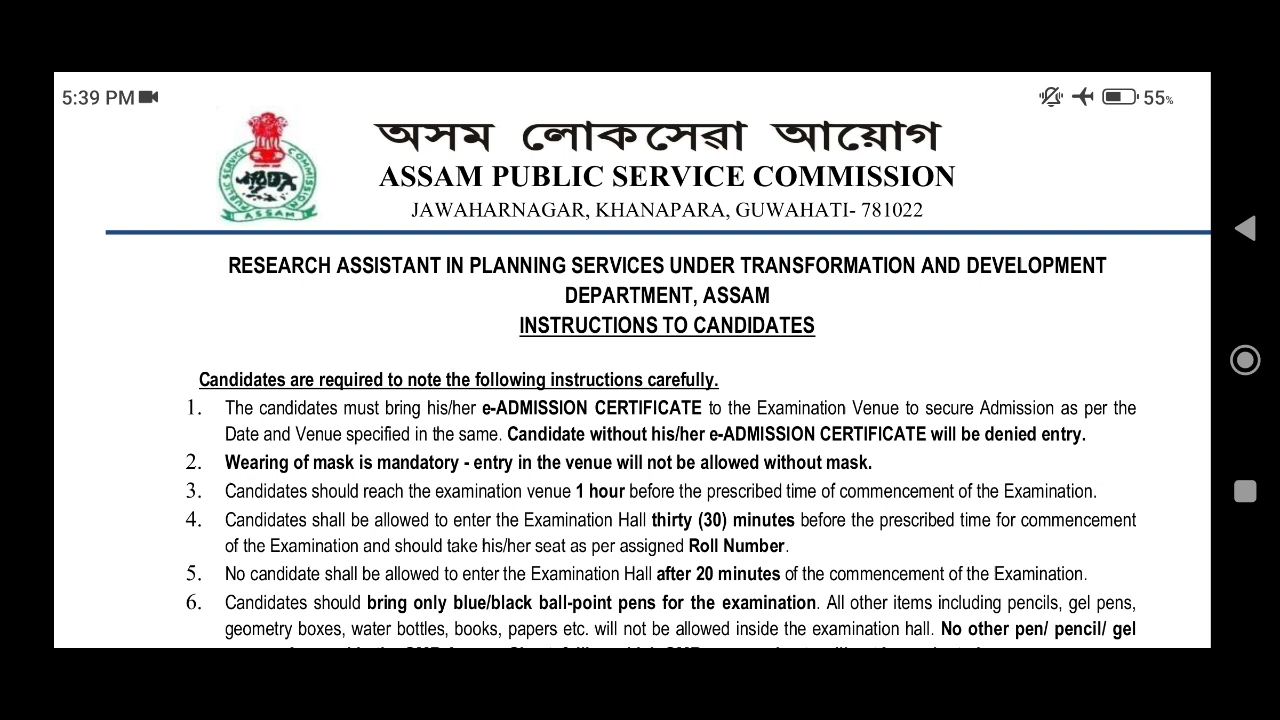 5:39 PM
55%
অসম লোকসেৱা আয়োগ
PUBLIC SERVICE COMMISSION
ASSAM
ASSAM PUBLIC SERVICE COMMISSION
JAWAHARNAGAR, KHANAPARA, GUWAHATI- 781022
RESEARCH ASSISTANT IN PLANNING SERVICES UNDER TRANSFORMATION AND DEVELOPMENT
DEPARTMENT, ASSAM
INSTRUCTIONS TO CANDIDATES
Candidates are required to note the following instructions carefully.
1. The candidates must bring his/her e-ADMISSION CERTIFICATE to the Examination Venue to secure Admission as per the
Date and Venue specified in the same. Candidate without his/her e-ADMISSION CERTIFICATE will be denied entry.
2. Wearing of mask is mandatory - entry in the venue will not be allowed without mask.
3. Candidates should reach the examination venue 1 hour before the prescribed time of commencement of the Examination.
4. Candidates shall be allowed to enter the Examination Hall thirty (30) minutes before the prescribed time for commencement
of the Examination and should take his/her seat as per assigned Roll Number.
5. No candidate shall be allowed to enter the Examination Hall after 20 minutes of the commencement of the Examination.
6. Candidates should bring only blue/black ball-point pens for the examination. All other items including pencils, gel pens,
geometry boxes, water bottles, books, papers etc. will not be allowed inside the examination hall. No other pen/ pencil/ gel